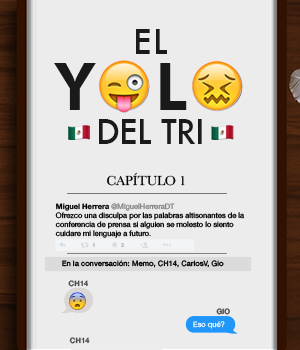 EL
YOLO
DEL TRI
CAPÍTULO 1
Miguel Herrera @MiguelHerreraDT
Ofrezco una disculpa por las palabras altisonantes de la
conferencia de prensa si alguien se molesto lo siento
cuidare mi lenguaje a futuro.
En la conversación: Memo, CH14, CarlosV, Gio
CH14
GIO
Eso qué?
CH14